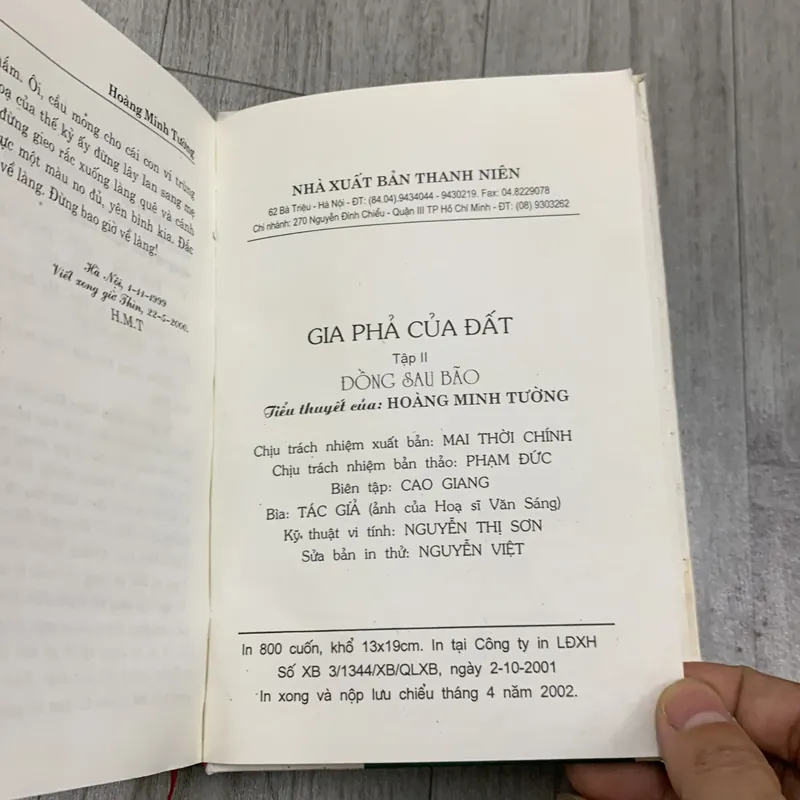 Hoàng Minh Tường
nấm. Ôi, cầu mong cho cái con vi trùng
oạ của thế kỷ ấy đừng lây lan sang mẹ
đừng gieo rắc xuống làng quê và cánh
ực một màu no đủ, yên bình kia. Đắc
về làng. Đừng bao giờ về làng!
Hà Nội, 1-11-1999
Viết xong giờ Thìn, 22-5-2000.
H.M.T
NHÀ XUẤT BẢN THANH NIÊN
62 Bà Triệu - Hà Nội - ĐT: (84.04).9434044 - 9430219. Fax: 04.8229078
Chi nhánh: 270 Nguyễn Đình Chiểu - Quận III TP Hồ Chí Minh - ĐT: (08) 9303262
GIA PHẢ CỦA ĐẤT
Tập II
ĐỒNG SAU BÃO
Tiểu thuyết của: HOÀNG MINH TƯỜNG
Chịu trách nhiệm xuất bản: MAI THỜI CHÍNH
Chịu trách nhiệm bản thảo: PHẠM ĐỨC
Biên tập: CAO GIANG
Bìa: TÁC GIẢ (ảnh của Hoạ sĩ Văn Sáng)
Kỹ thuật vi tính: NGUYỄN THỊ SƠN
Sửa bản in thử: NGUYỄN VIỆT
In 800 cuốn, khổ 13x19cm. In tại Công ty in LĐXH
Số XB 3/1344/XB/QLXB, ngày 2-10-2001
In xong và nộp lưu chiểu tháng 4 năm 2002.